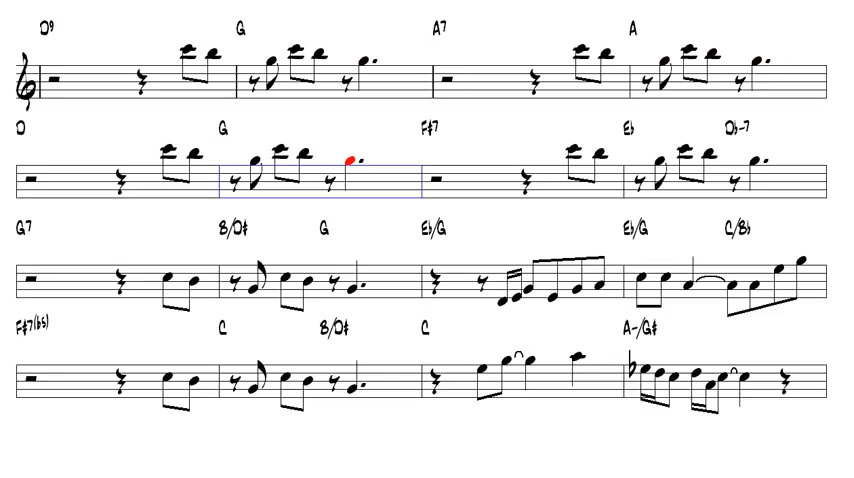 D9 G A7 A
D G F#7 Eb Db-7
G7 B/D# G Eb/G Eb/G C/Bb
F#7(b5) C B/D# C A-/G#